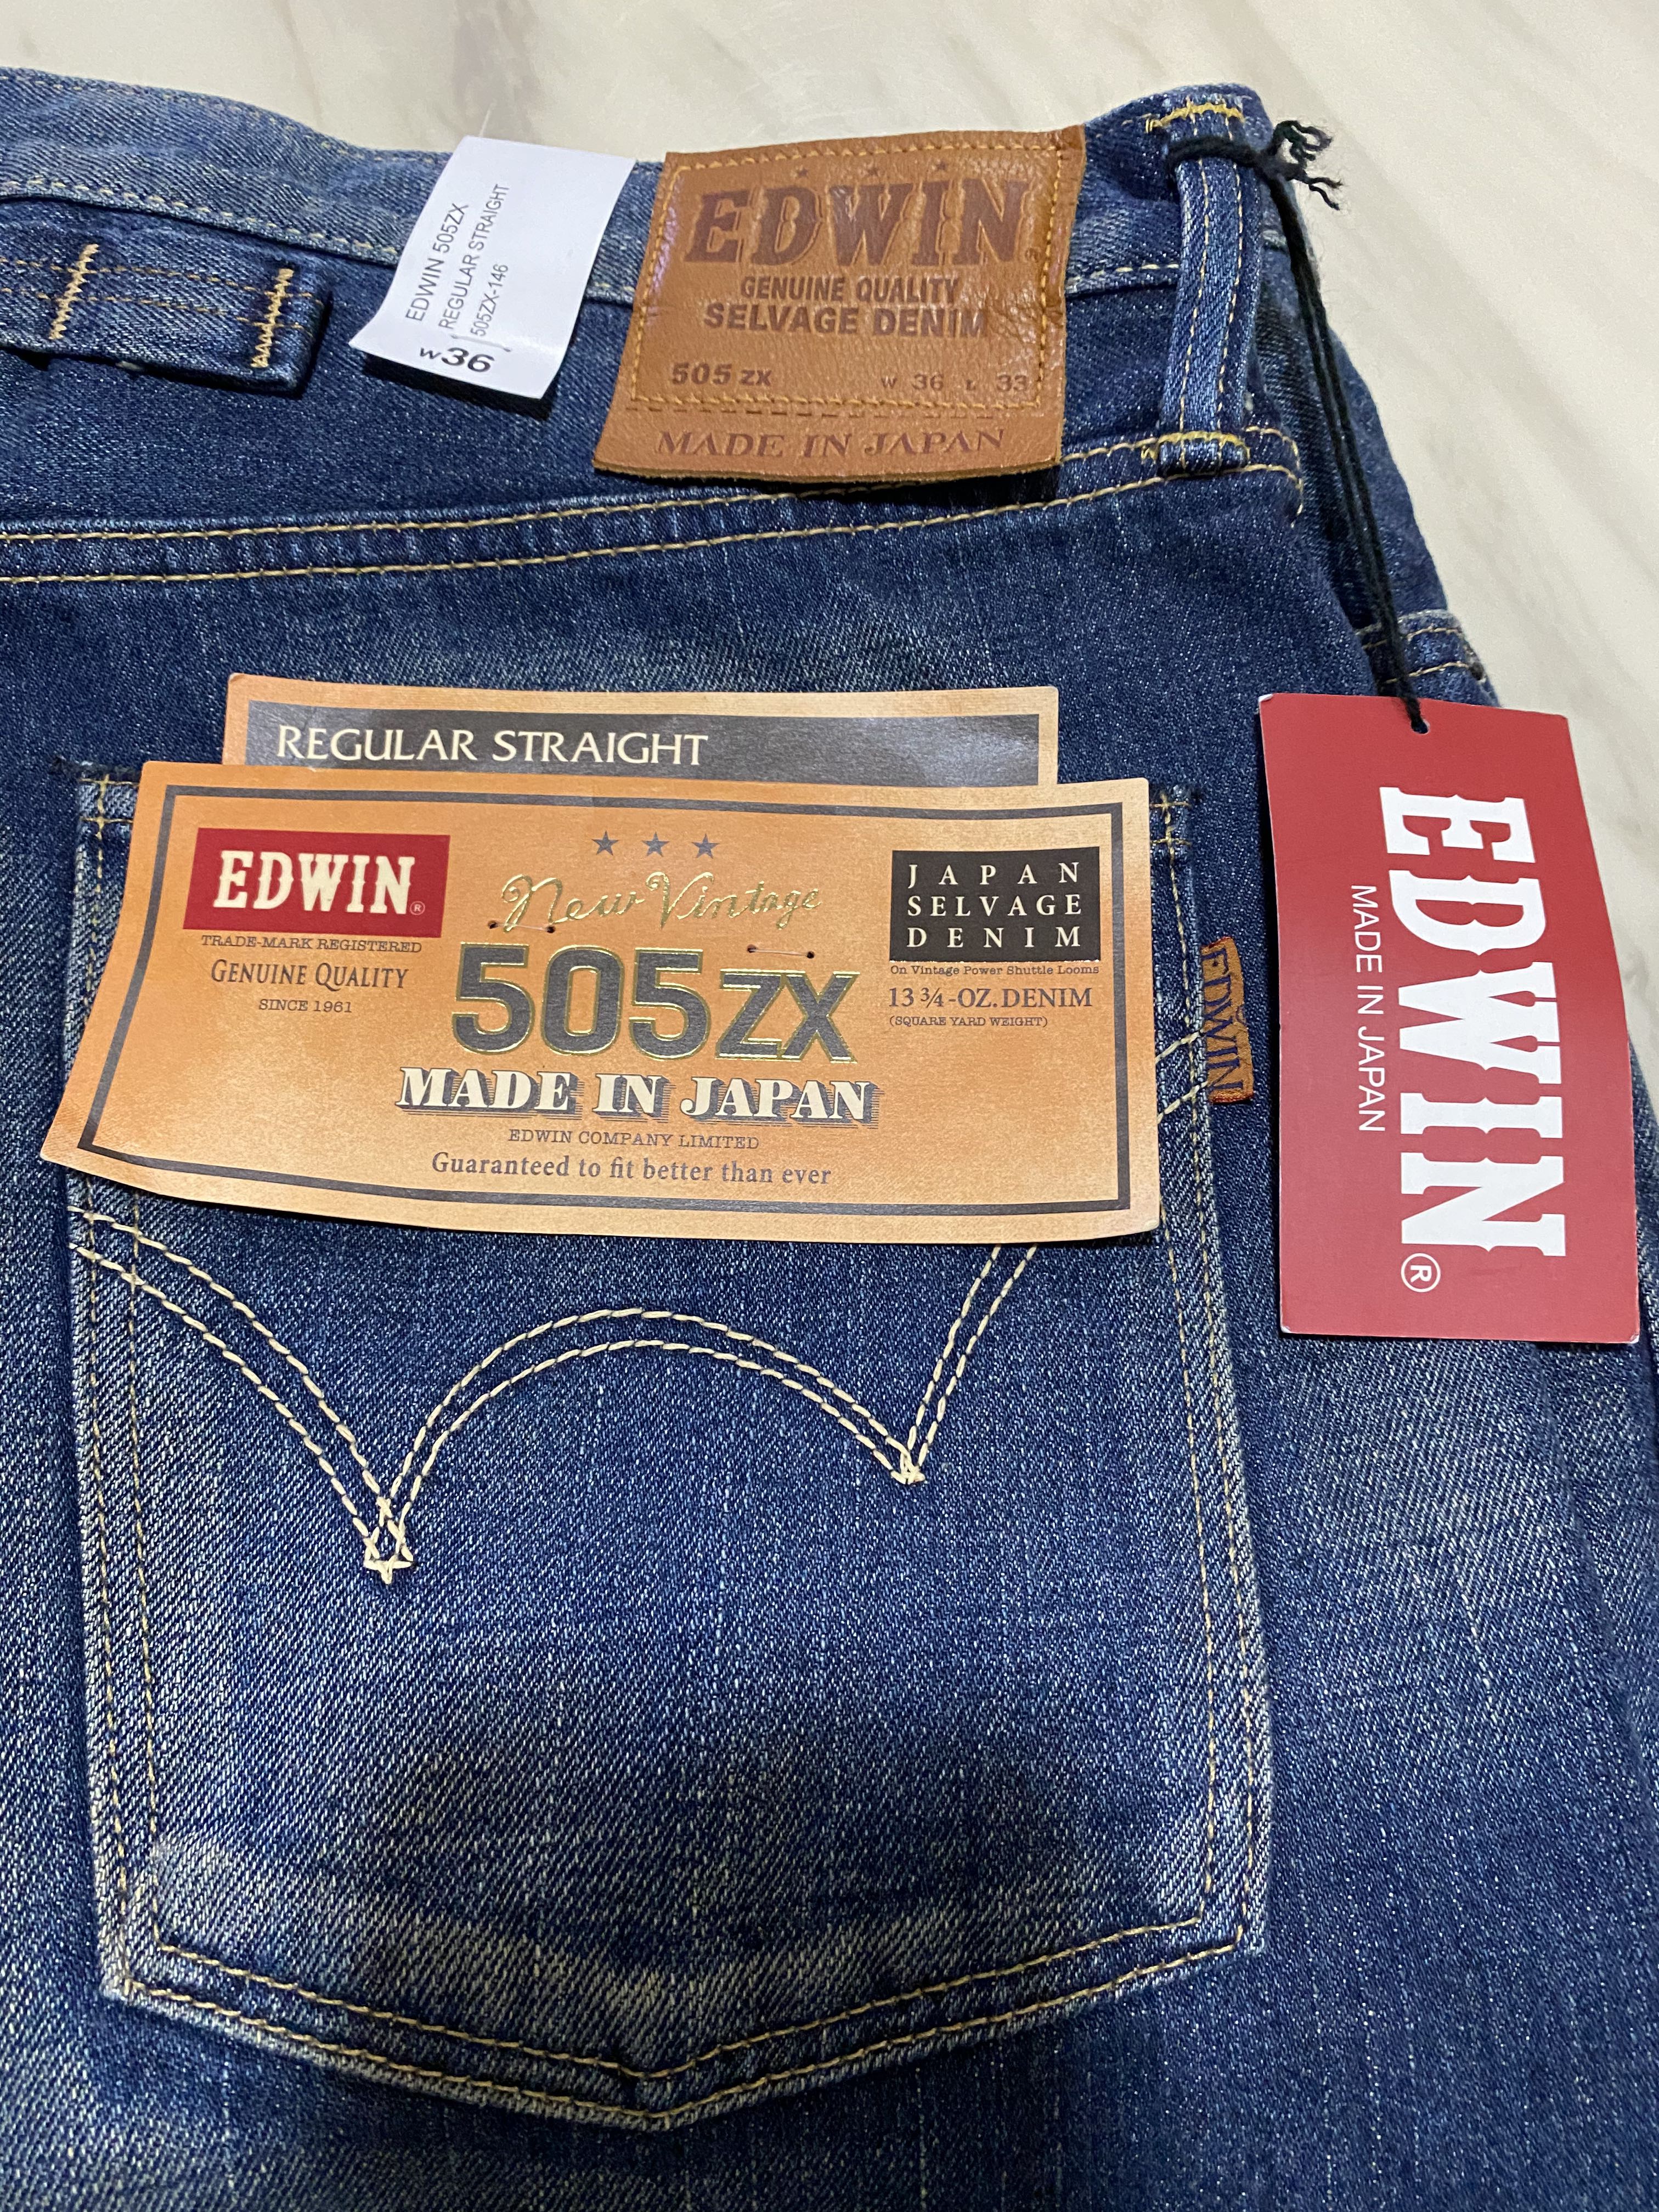 EDWIN 505ZX
REGULAR STRAIGHT
505ZX-146
W36
EDWIN
GENUINE QUALITY
SELVAGE DENIM
505 ZX W 36 L 33
MADE IN JAPAN
REGULAR STRAIGHT
EDWIN®
TRADE-MARK REGISTERED
GENUINE QUALITY
SINCE 1961
New Vintage
505ZX
MADE IN JAPAN
EDWIN COMPANY LIMITED
Guaranteed to fit better than ever
JAPAN
SELVAGE
DENIM
On Vintage Power Shuttle Looms
13 3/4-OZ. DENIM
(SQUARE YARD WEIGHT)
EDWIN
EDWIN®
MADE IN JAPAN